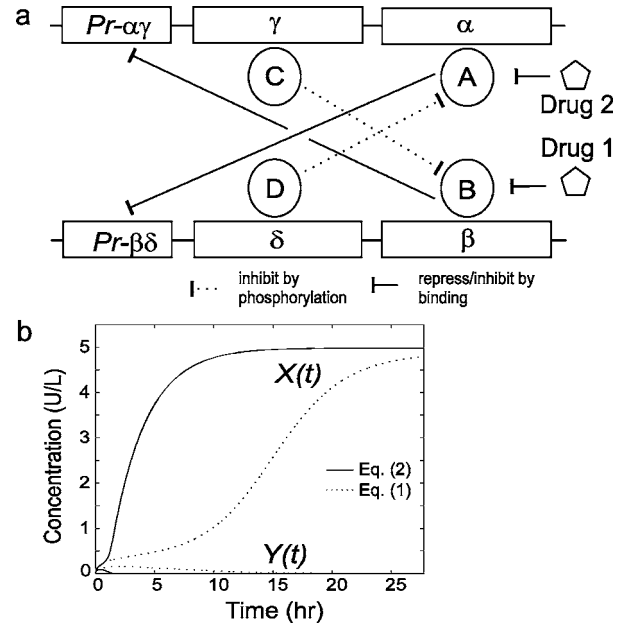 a
Pr-αγ γ α
C A
Drug 2
Drug 1
D B
Pr-βδ δ β
inhibit by
phosphorylation
repress/inhibit by
binding
b
Concentration (U/L)
5
4
3
2
1
0
X(t)
Eq. (2)
Eq. (1)
Y(t)
0 5 10 15 20 25
Time (hr)